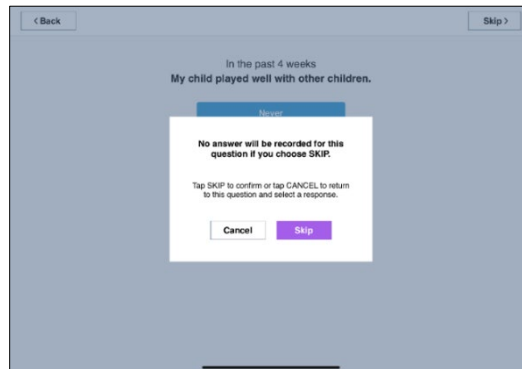 < Back
Skip >
In the past 4 weeks
My child played well with other children.
Never
No answer will be recorded for this
question if you choose SKIP.
Tap SKIP to confirm or tap CANCEL to return
to this question and select a response.
Cancel
Skip